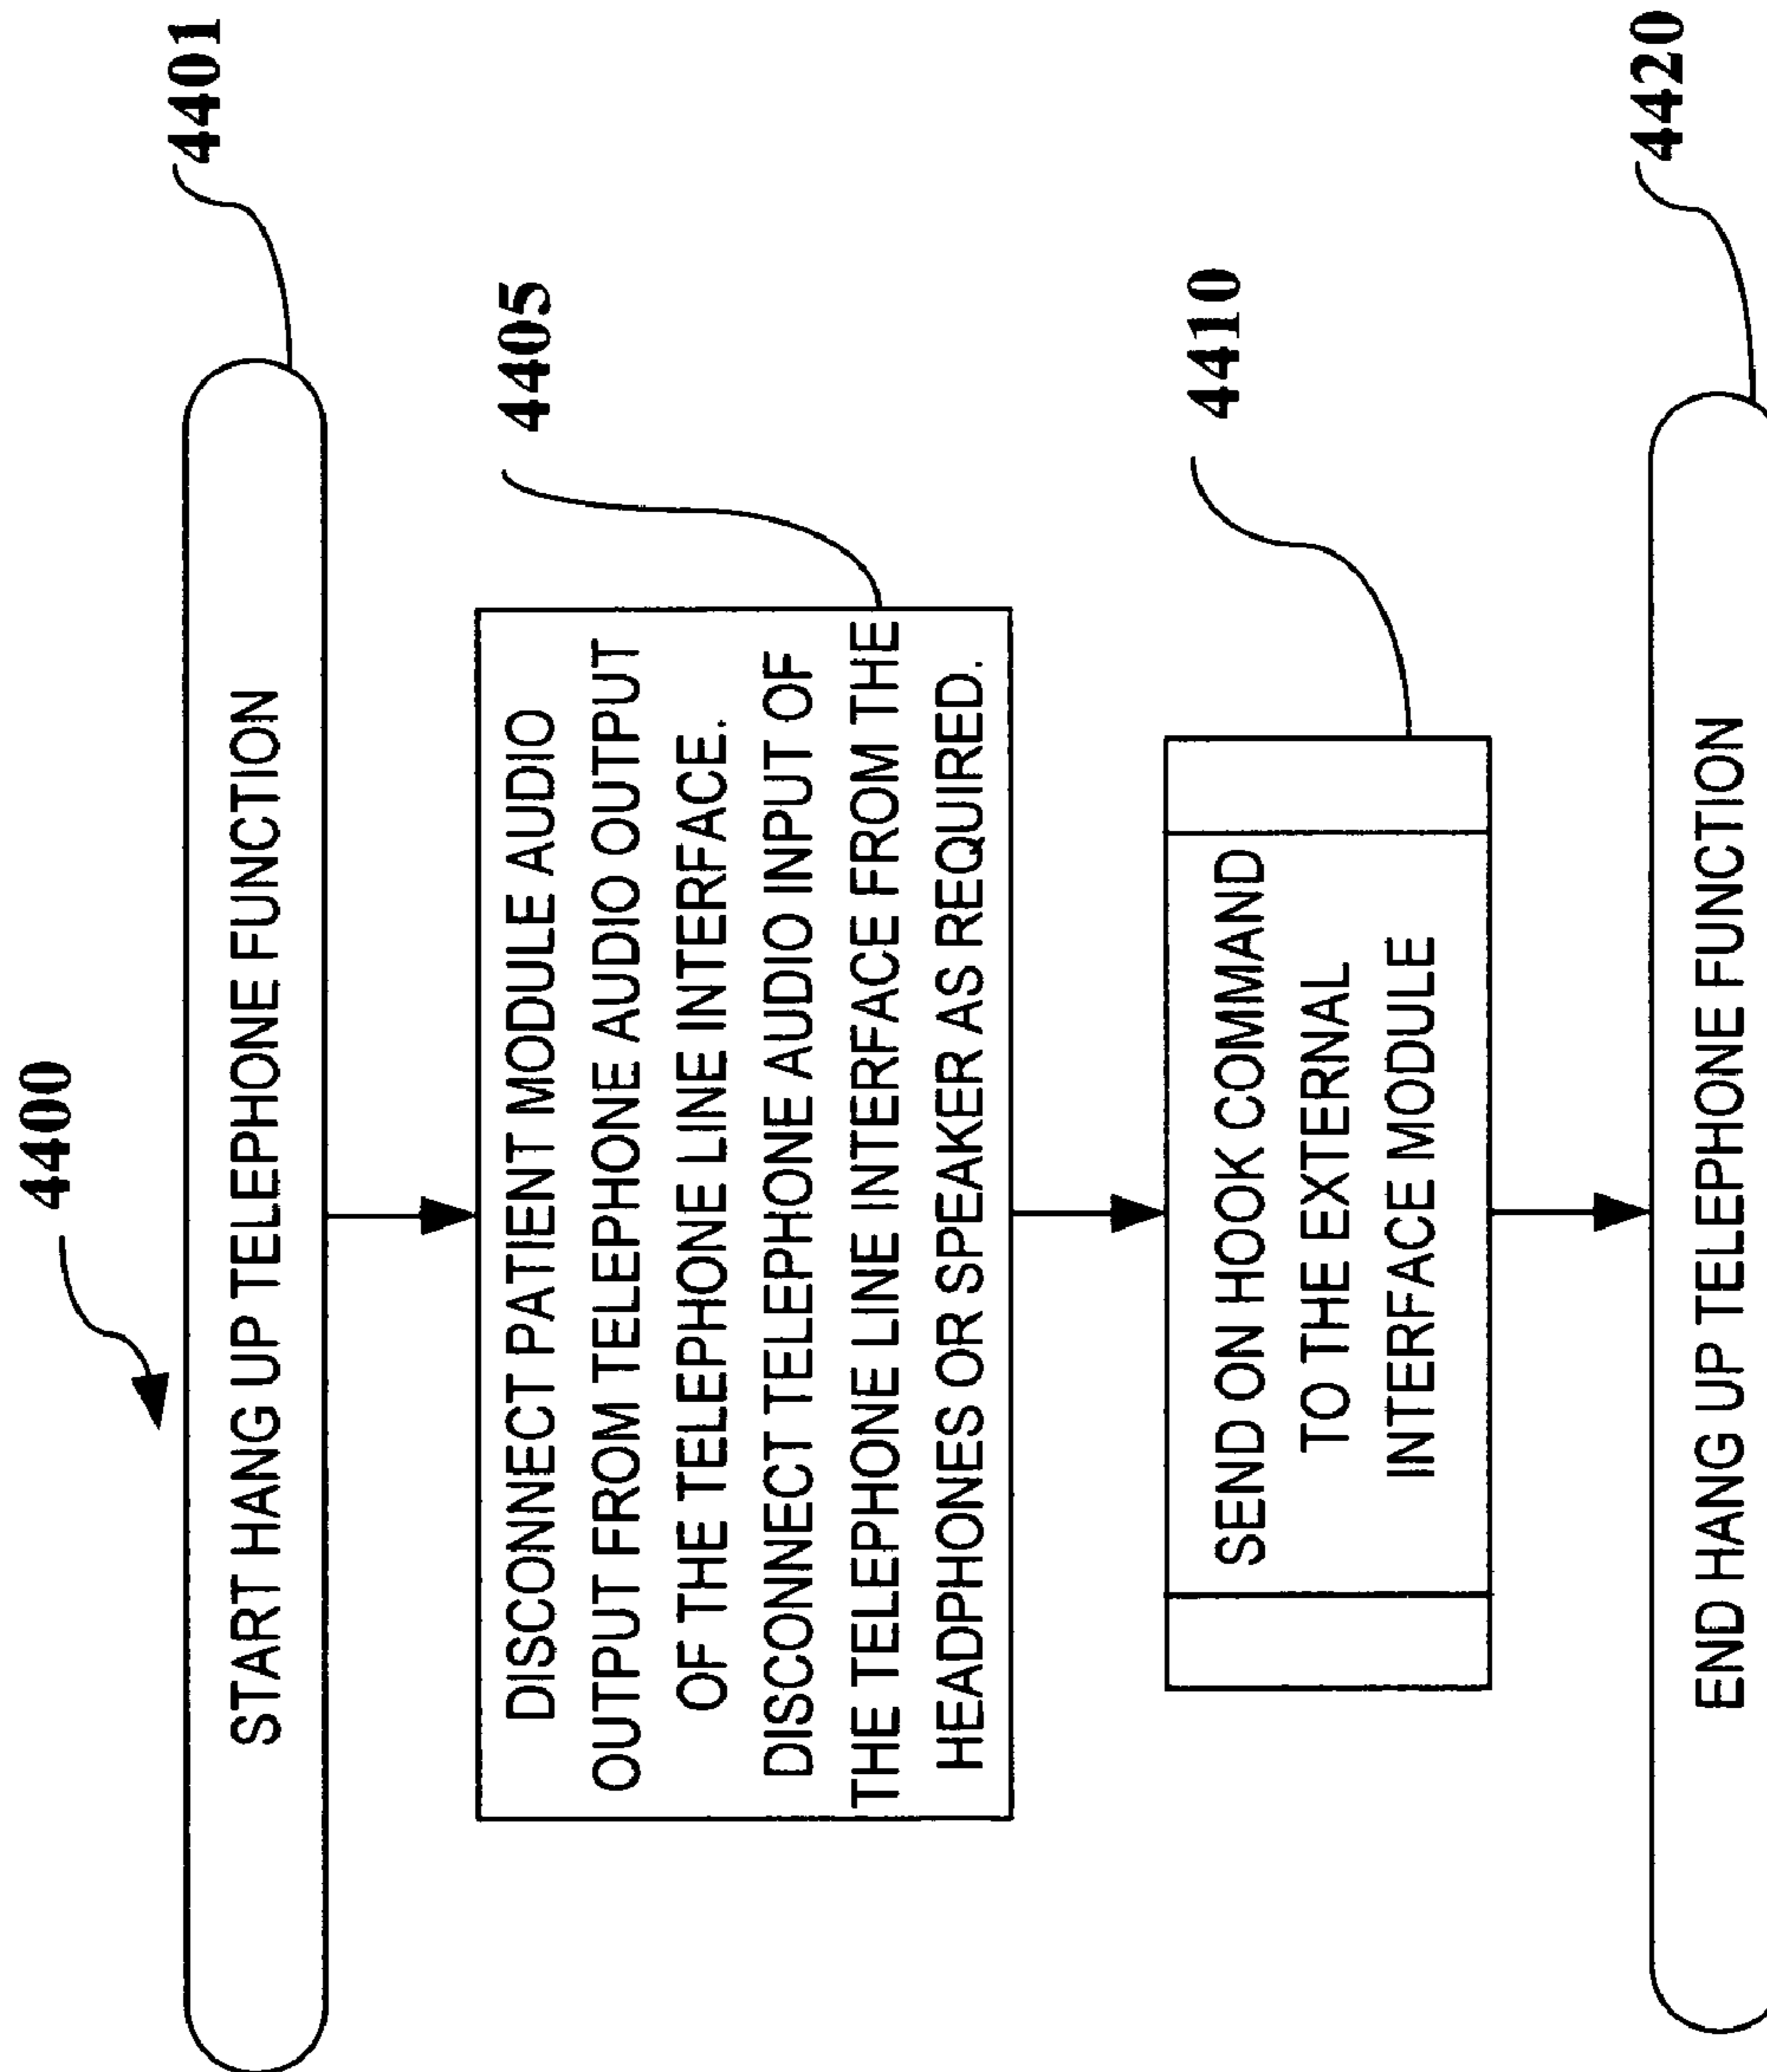 4400
4401
START HANG UP TELEPHONE FUNCTION
4405
DISCONNECT PATIENT MODULE AUDIO
OUTPUT FROM TELEPHONE AUDIO OUTPUT
OF THE TELEPHONE LINE INTERFACE.
DISCONNECT TELEPHONE AUDIO INPUT OF
THE TELEPHONE LINE INTERFACE FROM THE
HEADPHONES OR SPEAKER AS REQUIRED.
4410
SEND ON HOOK COMMAND
TO THE EXTERNAL
INTERFACE MODULE
4420
END HANG UP TELEPHONE FUNCTION